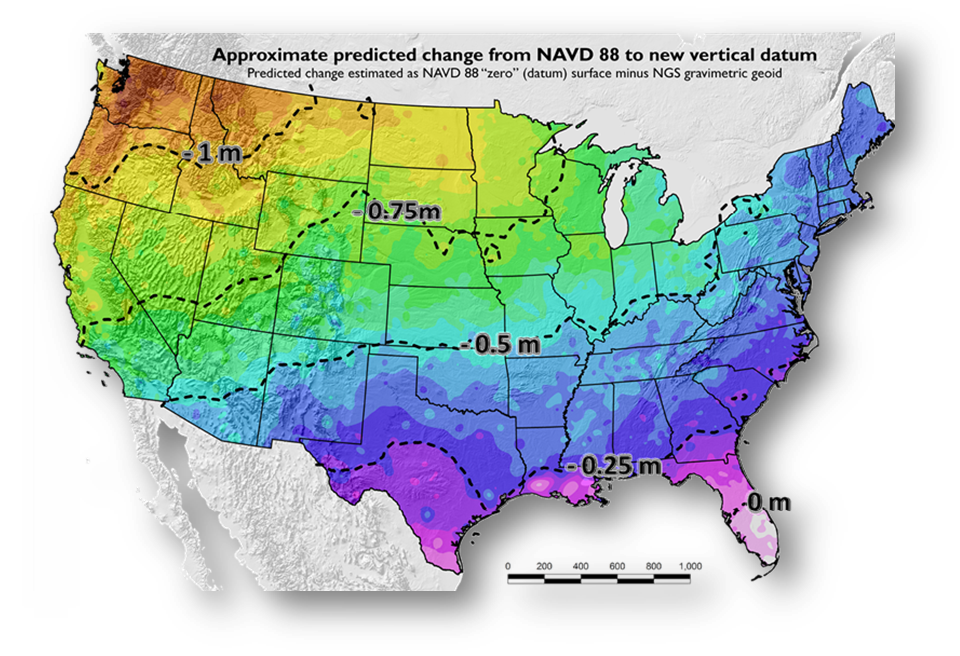 Approximate predicted change from NAVD 88 to new vertical datum
Predicted change estimated as NAVD 88 "zero" (datum) surface minus NGS gravimetric geoid
- 1 m
- 0.75m
- 0.5 m
- 0.25 m
0 m
0 200 400 600 800 1,000